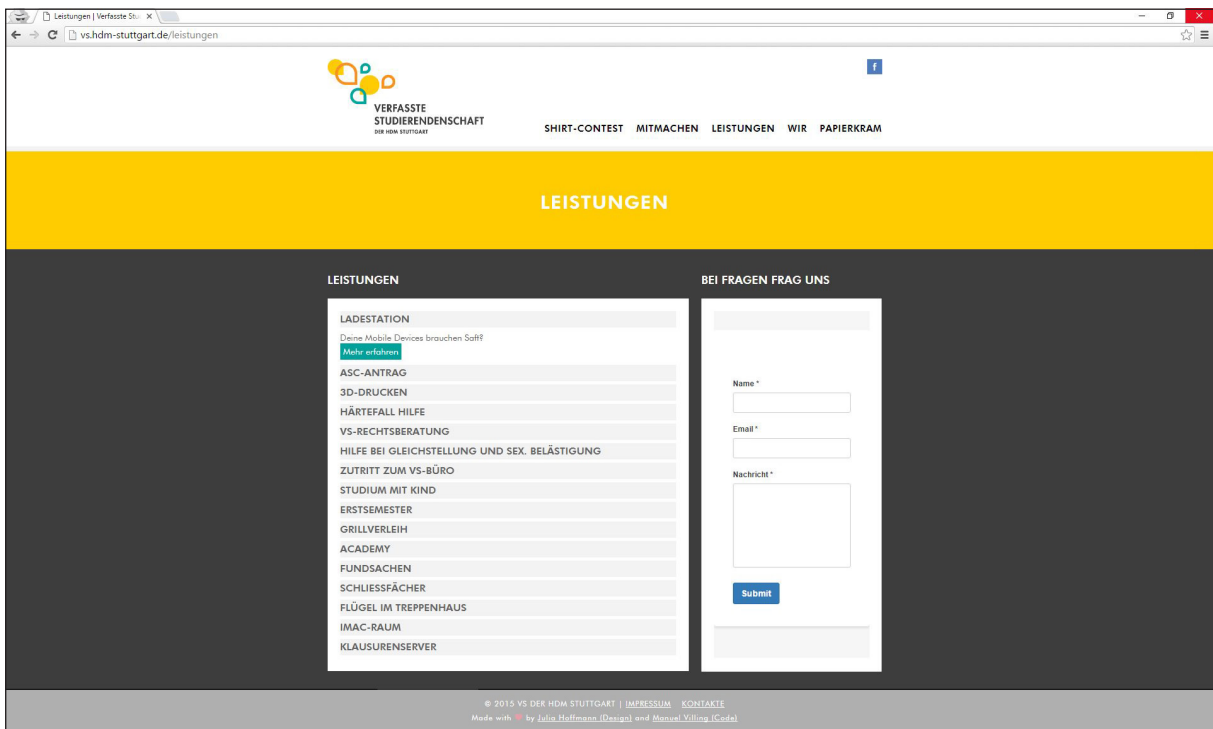 Leistungen | Verfasste Stu
vs.hdm-stuttgart.de/leistungen
f
VERFASSTE
STUDIERENDENSCHAFT
DER HDM STUTTGART
SHIRT-CONTEST MITMACHEN LEISTUNGEN WIR PAPIERKRAM
LEISTUNGEN
LEISTUNGEN
LADESTATION
Deine Mobile Devices brauchen Saft?
Mehr erfahren
ASC-ANTRAG
3D-DRUCKEN
HÄRTEFALL HILFE
VS-RECHTSBERATUNG
HILFE BEI GLEICHSTELLUNG UND SEX. BELÄSTIGUNG
ZUTRITT ZUM VS-BÜRO
STUDIUM MIT KIND
ERSTSEMESTER
GRILLVERLEIH
ACADEMY
FUNDSACHEN
SCHLIESSFÄCHER
FLÜGEL IM TREPPENHAUS
IMAC-RAUM
KLAUSURENSERVER
BEI FRAGEN FRAG UNS
Name *
Email *
Nachricht *
Submit
© 2015 VS DER HDM STUTTGART | IMPRESSUM KONTAKTE
Made with by Julia Hoffmann (Design) and Manuel Villing (Code)